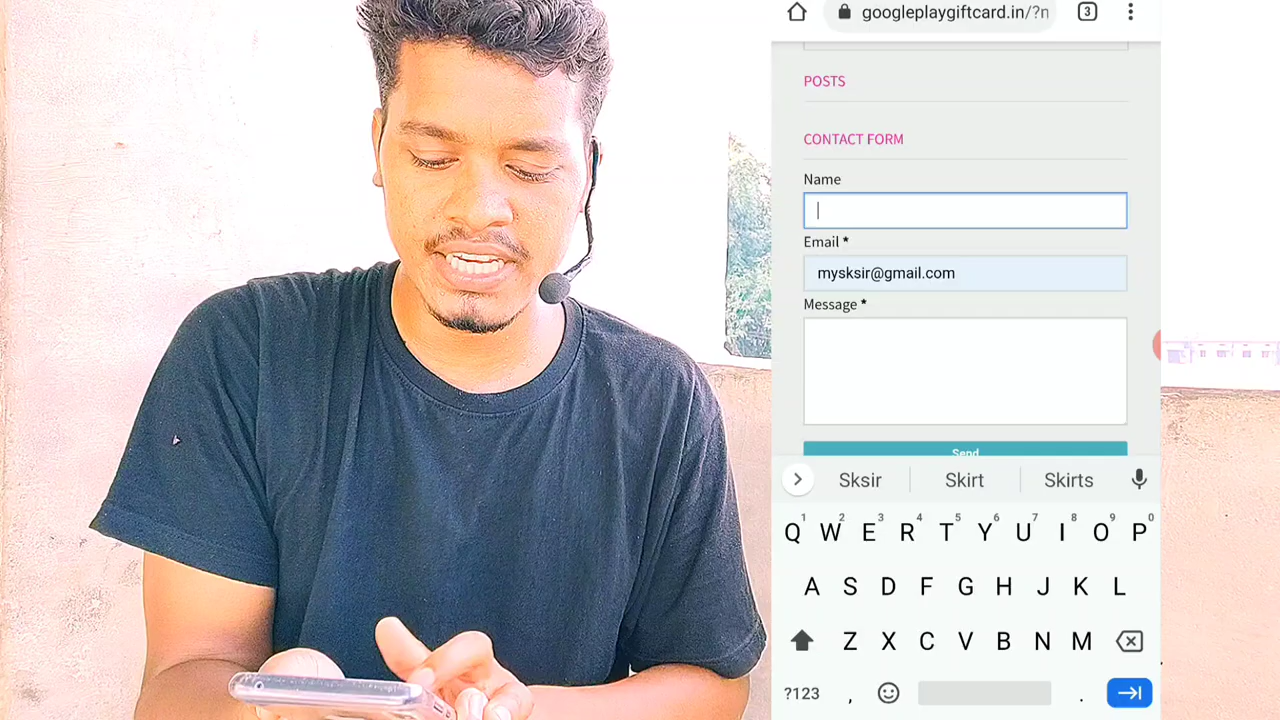 googleplaygiftcard.in/?n
3
POSTS
CONTACT FORM
Name
Email *
mysksir@gmail.com
Message *
Send
Sksir Skirt Skirts
1 2 3 4 5 6 7 8 9 0
Q W E R T Y U I O P
A S D F G H J K L
Z X C V B N M
?123 , .